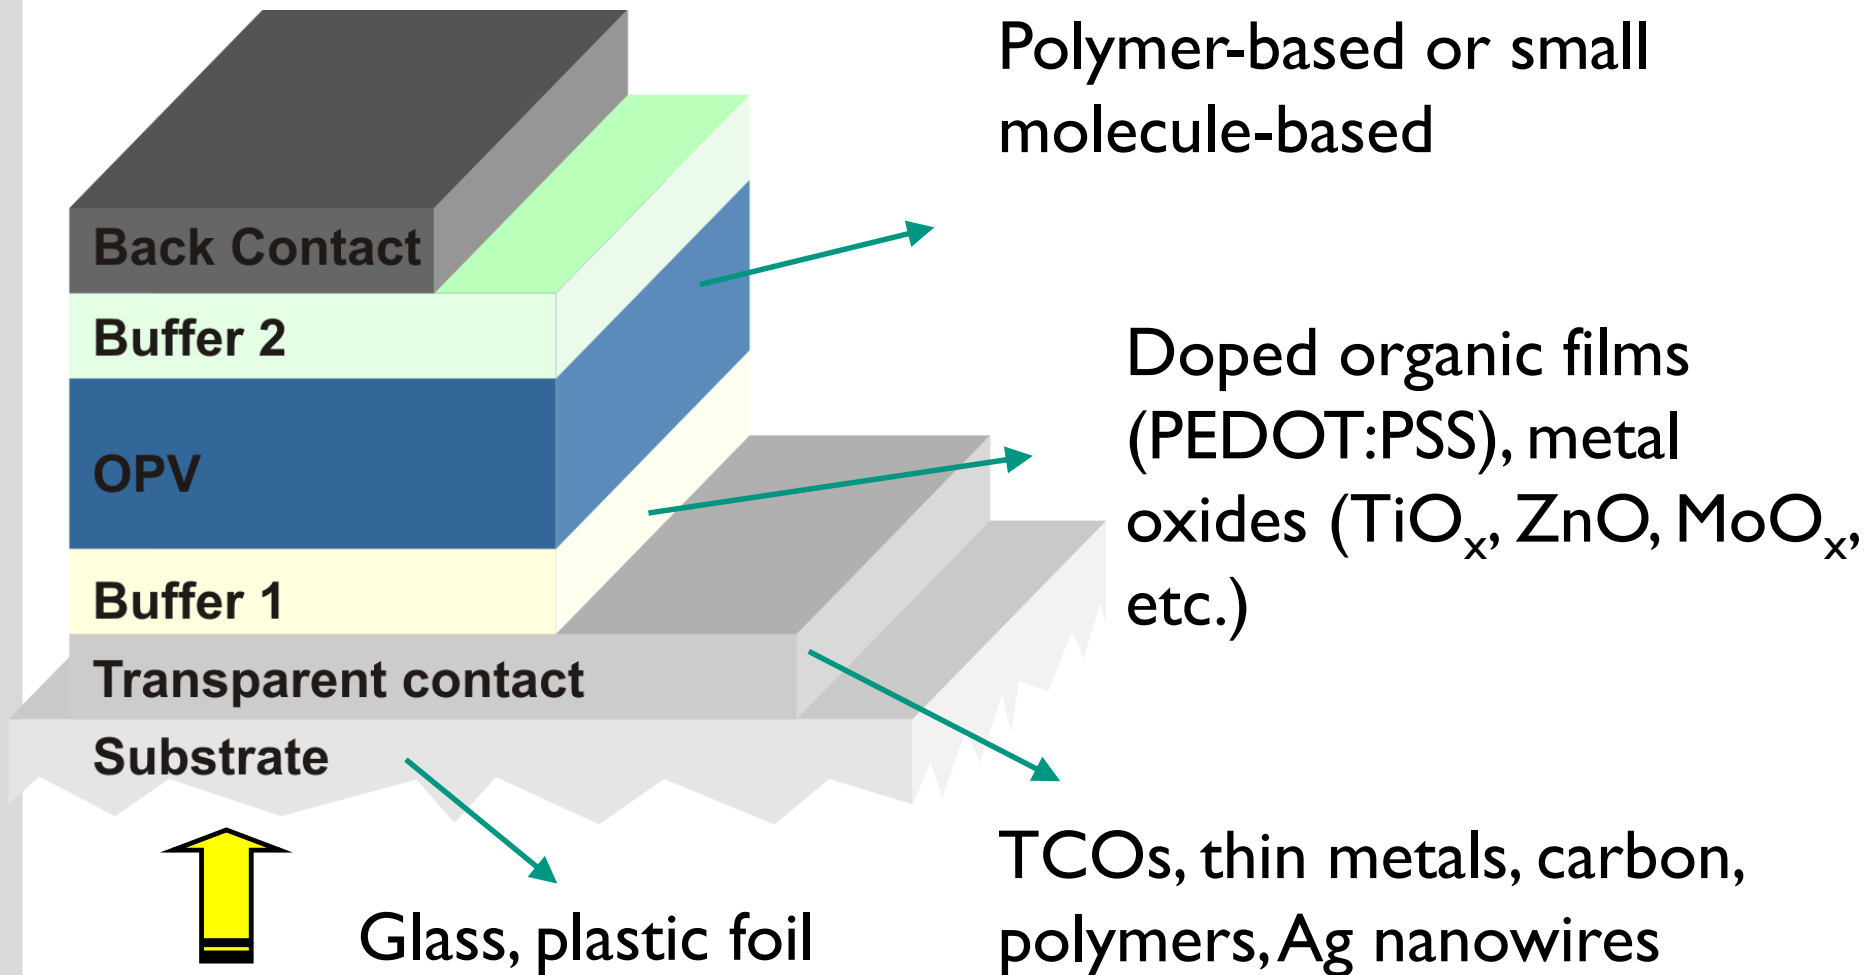 Polymer-based or small
molecule-based
Back Contact
Buffer 2
OPV
Buffer 1
Transparent contact
Substrate
Doped organic films
(PEDOT:PSS), metal
oxides (TiOₓ, ZnO, MoOₓ,
etc.)
Glass, plastic foil
TCOs, thin metals, carbon,
polymers, Ag nanowires